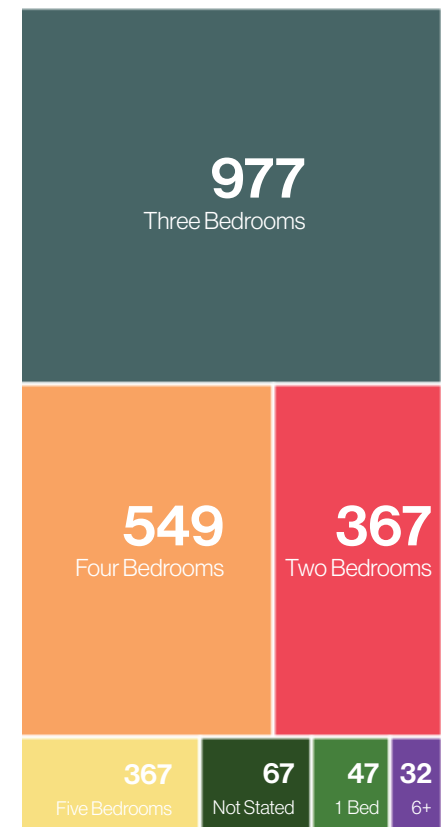 977
Three Bedrooms
549
Four Bedrooms
367
Two Bedrooms
367
Five Bedrooms
67
Not Stated
47
1 Bed
32
6+